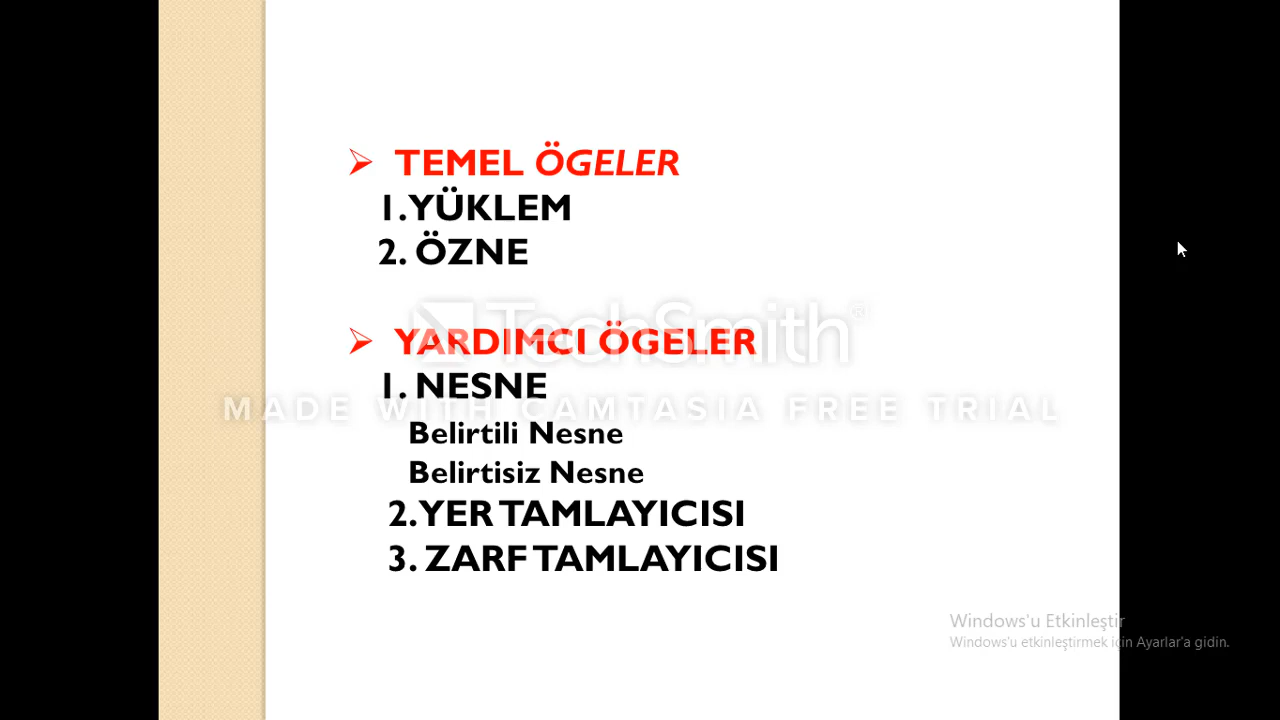 TEMEL ÖGELER
1.YÜKLEM
2. ÖZNE
TechSmith®
YARDIMCI ÖGELER
1. NESNE
MADE WITH CAMTASIA FREE TRIAL
Belirtili Nesne
Belirtisiz Nesne
2.YER TAMLAYICISI
3. ZARF TAMLAYICISI
Windows'u Etkinleştir
Windows'u etkinleştirmek için Ayarlar'a gidin.